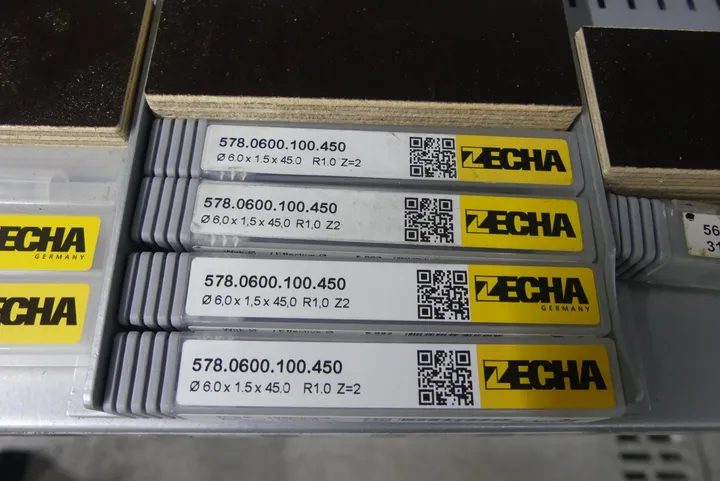 578.0600.100.450
Ø 6.0 x 1.5 x 45.0 R1.0 Z=2
ZECHA
578.0600.100.450
Ø 6,0 x 1,5 x 45,0 R1,0 Z2
ZECHA
578.0600.100.450
Ø 6,0 x 1,5 x 45,0 R1,0 Z2
ZECHA
GERMANY
578.0600.100.450
Ø 6.0 x 1.5 x 45.0 R1.0 Z=2
ZECHA
ECHA
GERMANY
ECHA
56
31